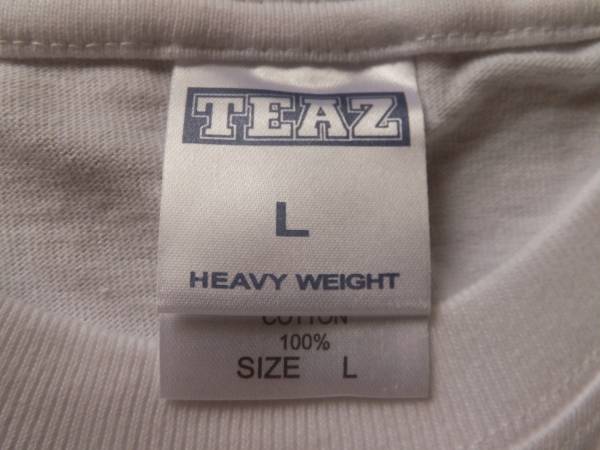 TEAZ
L
HEAVY WEIGHT
COTTON
100%
SIZE L